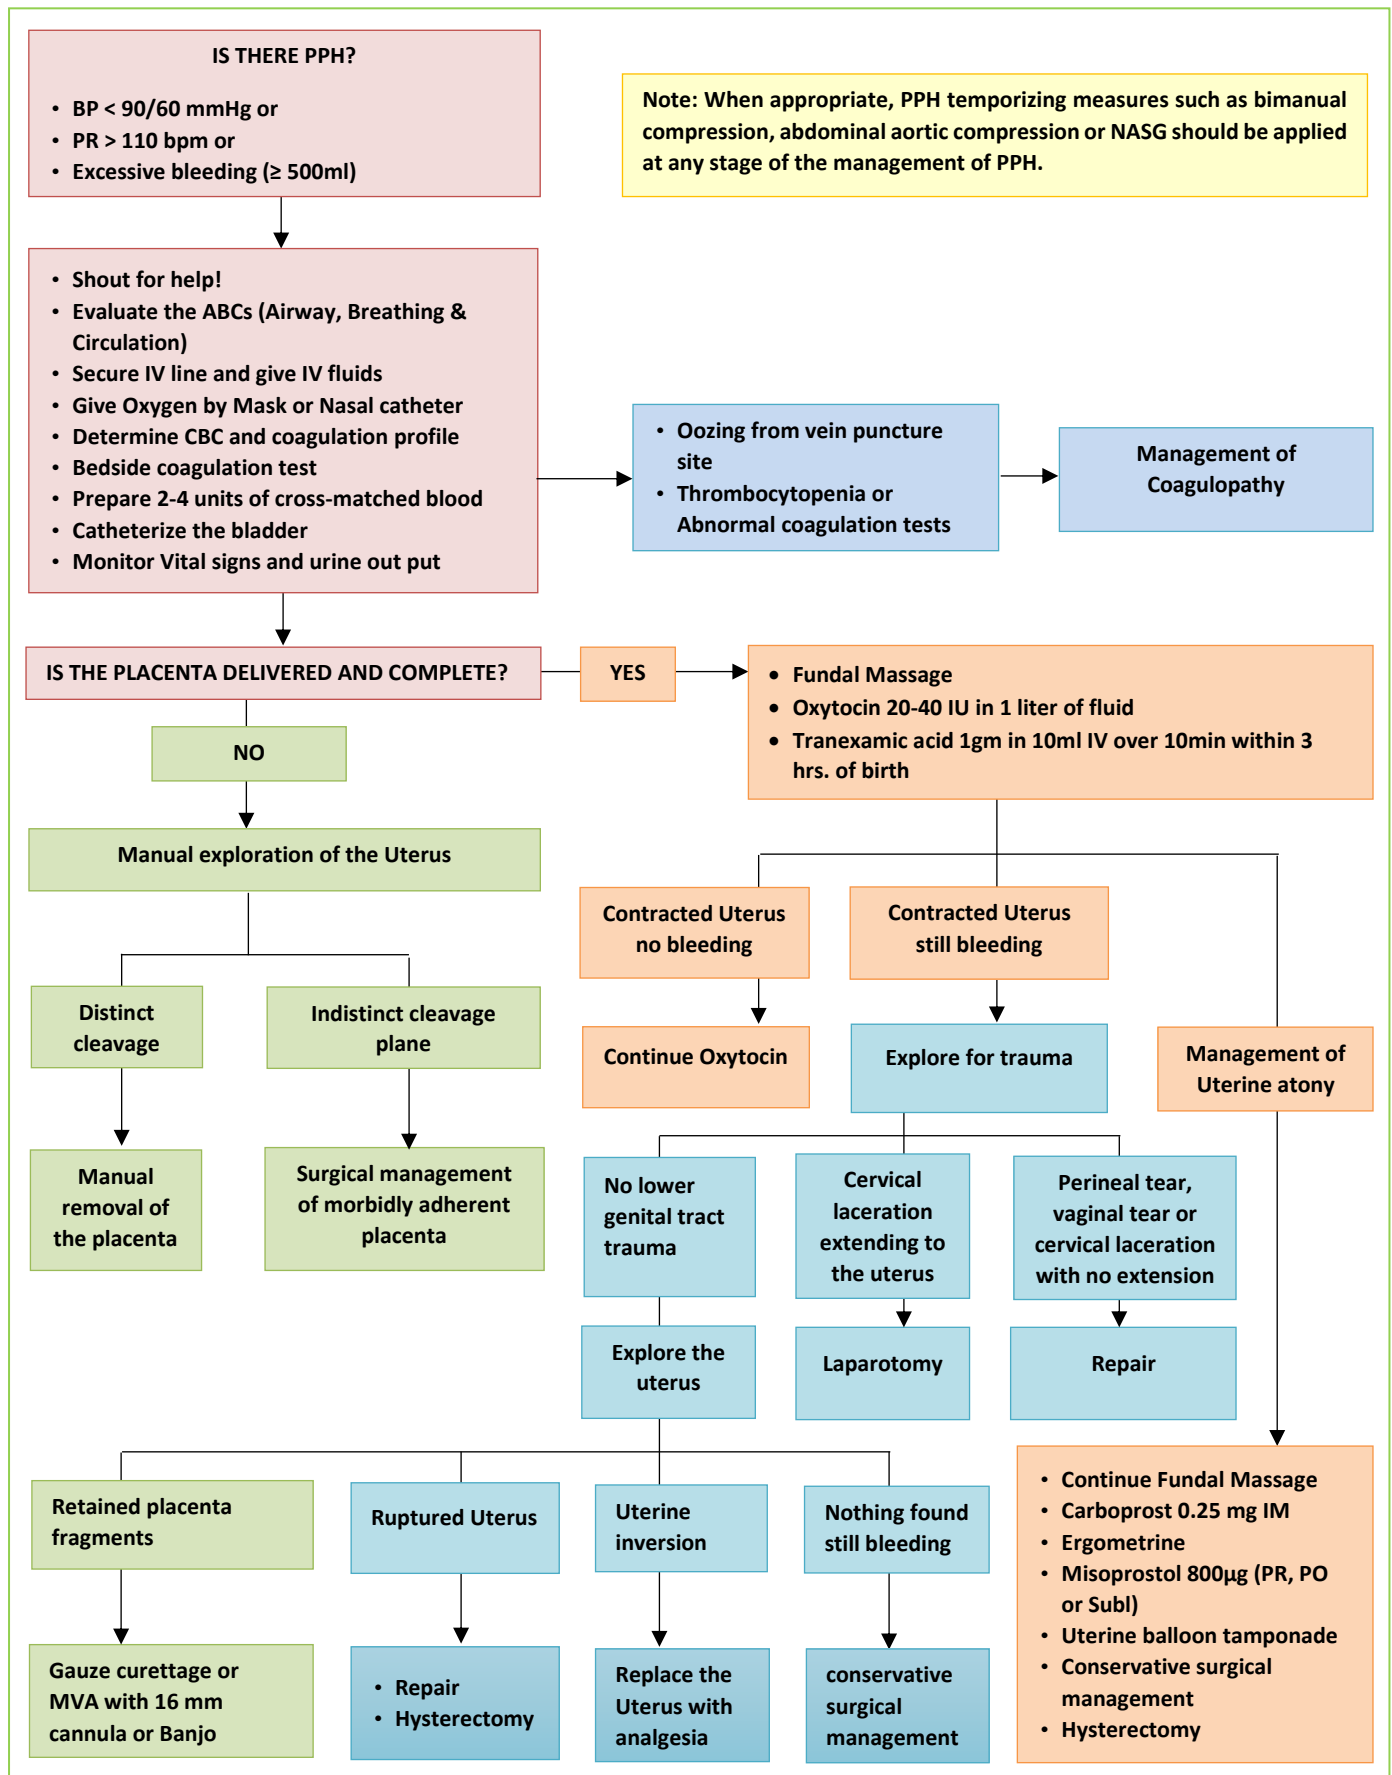 IS THERE PPH?
• BP < 90/60 mmHg or
• PR > 110 bpm or
• Excessive bleeding (≥ 500ml)
Note: When appropriate, PPH temporizing measures such as bimanual
compression, abdominal aortic compression or NASG should be applied
at any stage of the management of PPH.
• Shout for help!
• Evaluate the ABCs (Airway, Breathing &
Circulation)
• Secure IV line and give IV fluids
• Give Oxygen by Mask or Nasal catheter
• Determine CBC and coagulation profile
• Bedside coagulation test
• Prepare 2-4 units of cross-matched blood
• Catheterize the bladder
• Monitor Vital signs and urine out put
• Oozing from vein puncture
site
• Thrombocytopenia or
Abnormal coagulation tests
Management of
Coagulopathy
IS THE PLACENTA DELIVERED AND COMPLETE?
YES
• Fundal Massage
• Oxytocin 20-40 IU in 1 liter of fluid
• Tranexamic acid 1gm in 10ml IV over 10min within 3
hrs. of birth
NO
Manual exploration of the Uterus
Distinct
cleavage
Indistinct cleavage
plane
Manual
removal of
the placenta
Surgical management
of morbidly adherent
placenta
Contracted Uterus
no bleeding
Contracted Uterus
still bleeding
Continue Oxytocin
Explore for trauma
Management of
Uterine atony
No lower
genital tract
trauma
Cervical
laceration
extending to
the uterus
Perineal tear,
vaginal tear or
cervical laceration
with no extension
Explore the
uterus
Laparotomy
Repair
Retained placenta
fragments
Ruptured Uterus
Uterine
inversion
Nothing found
still bleeding
Gauze curettage or
MVA with 16 mm
cannula or Banjo
• Repair
• Hysterectomy
Replace the
Uterus with
analgesia
conservative
surgical
management
• Continue Fundal Massage
• Carboprost 0.25 mg IM
• Ergometrine
• Misoprostol 800µg (PR, PO
or Subl)
• Uterine balloon tamponade
• Conservative surgical
management
• Hysterectomy